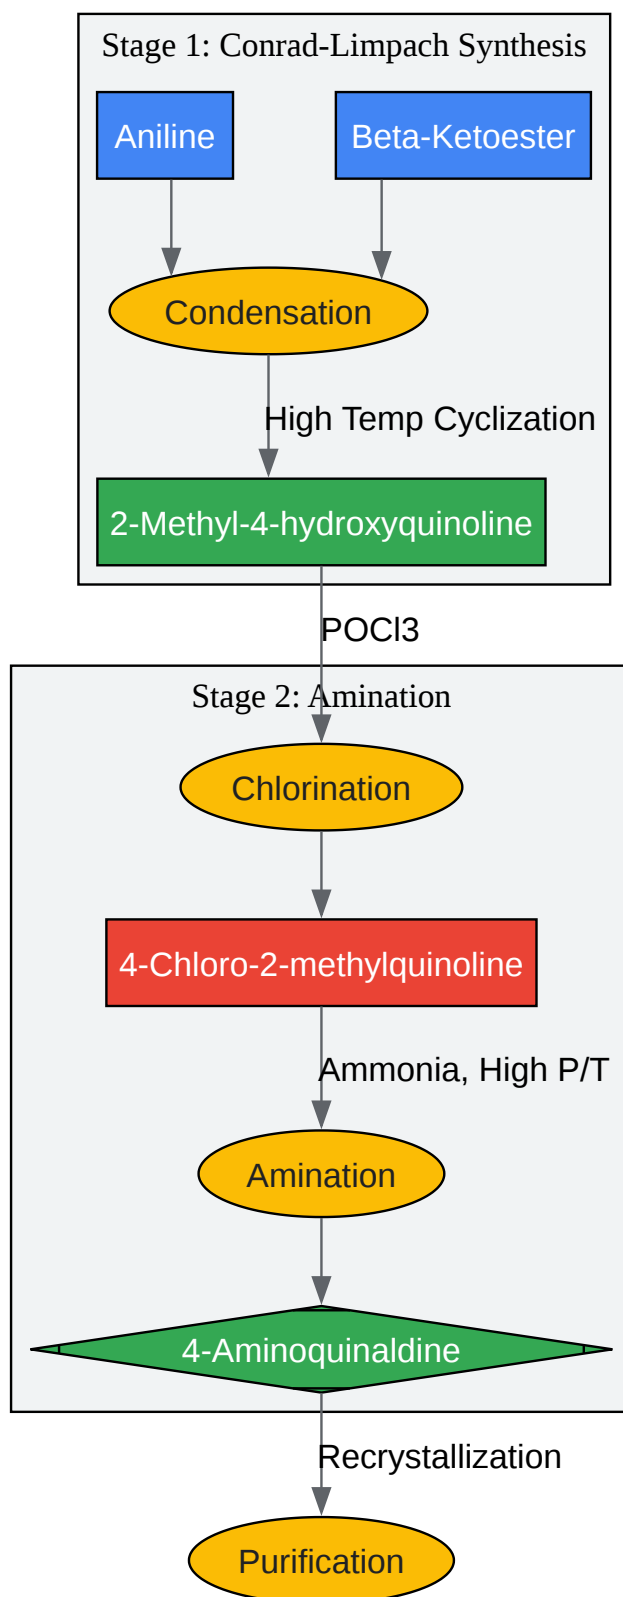 Stage 1: Conrad-Limpach Synthesis
Aniline
Beta-Ketoester
Condensation
High Temp Cyclization
2-Methyl-4-hydroxyquinoline
POCl3
Stage 2: Amination
Chlorination
4-Chloro-2-methylquinoline
Ammonia, High P/T
Amination
4-Aminoquinaldine
Recrystallization
Purification